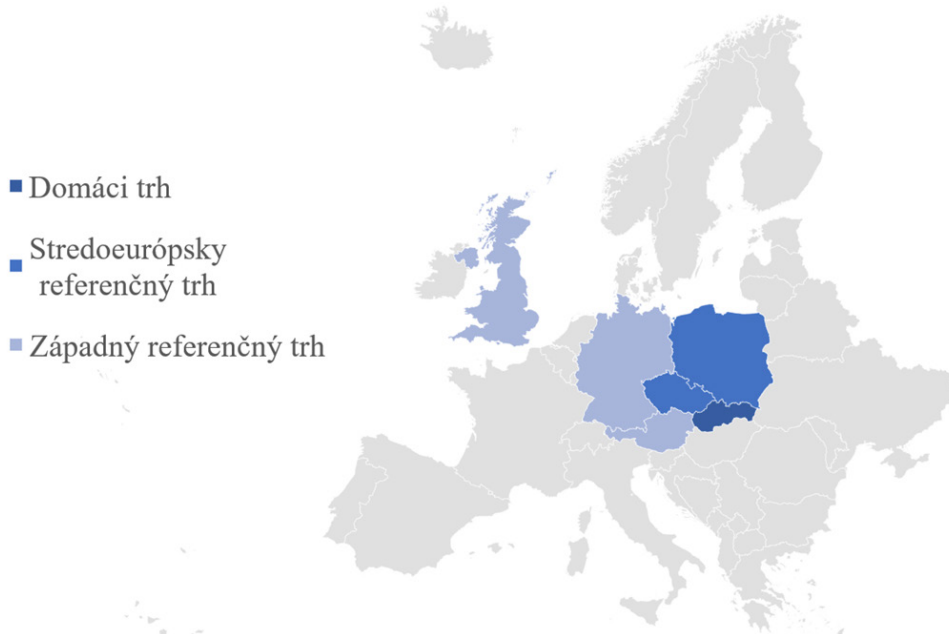 Domáci trh
Stredoeurópsky
referenčný trh
Západný referenčný trh